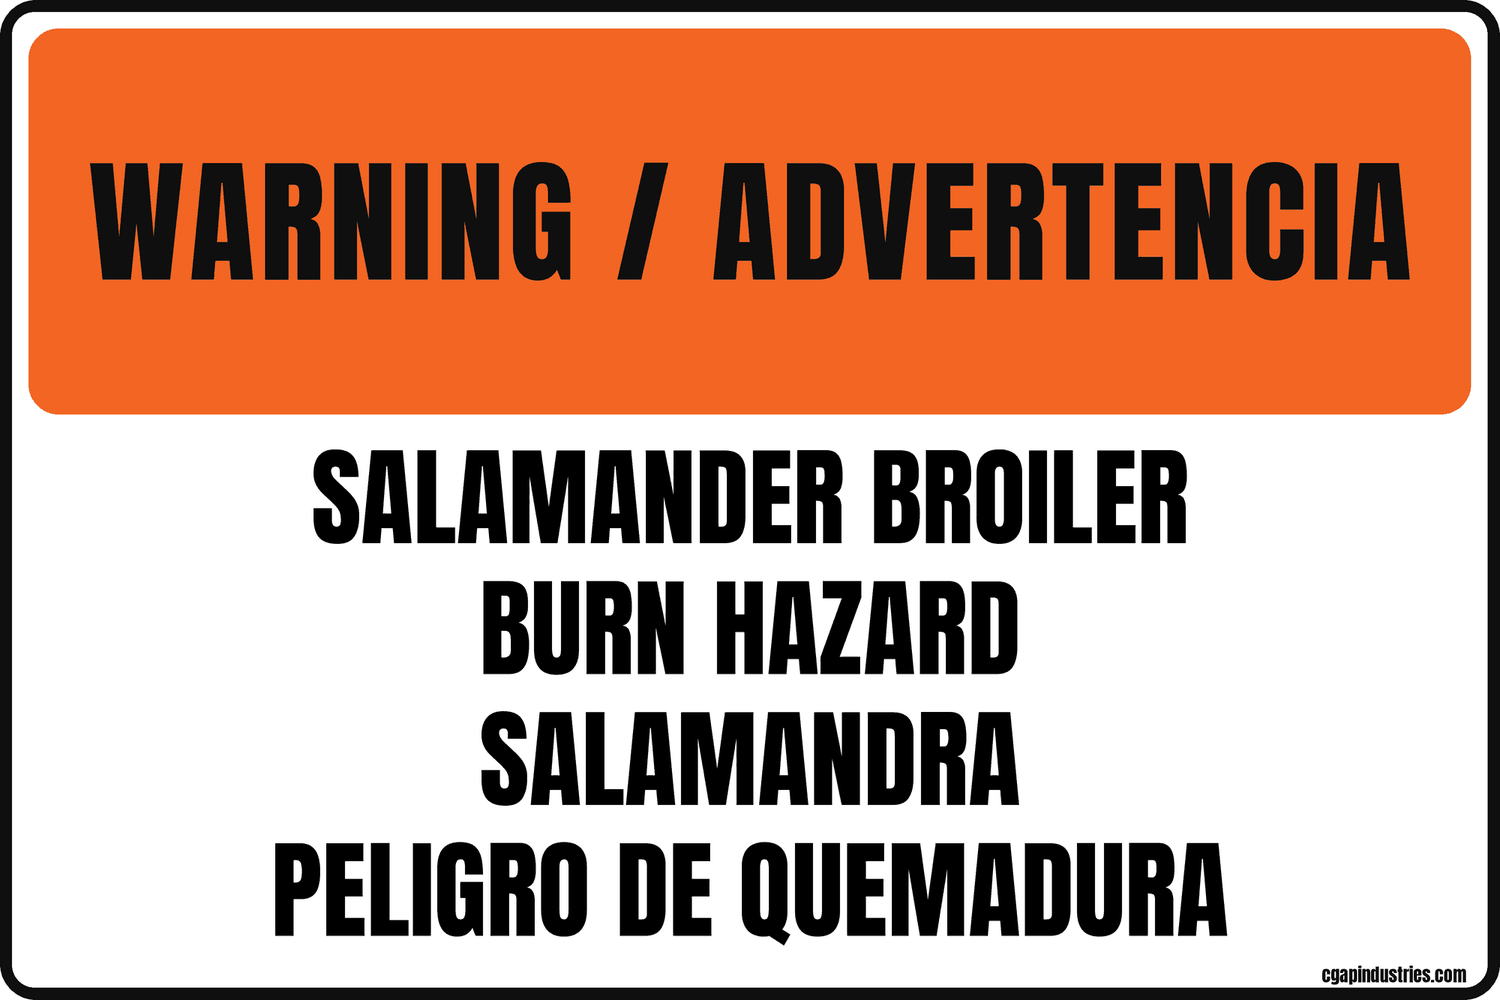 WARNING / ADVERTENCIA
SALAMANDER BROILER
BURN HAZARD
SALAMANDRA
PELIGRO DE QUEMADURA
cgapindustries.com